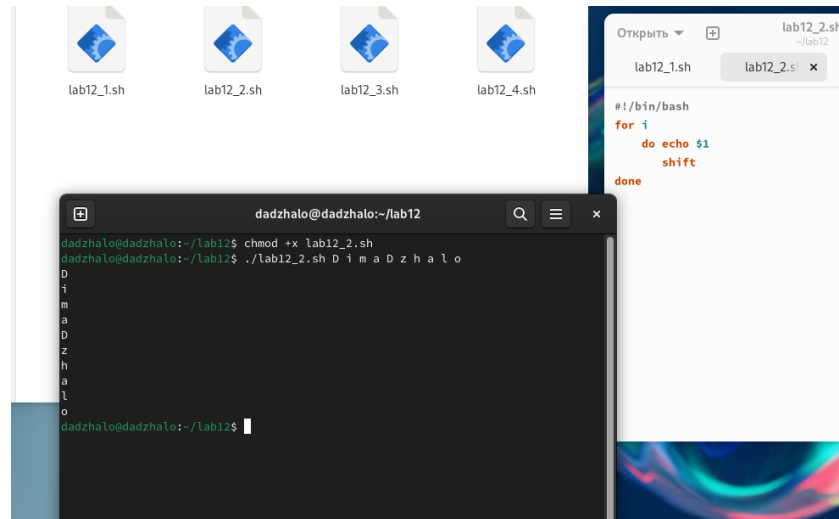 lab12_1.sh lab12_2.sh lab12_3.sh lab12_4.sh
Открыть
lab12_2.sh
~/lab12
lab12_1.sh lab12_2.s
#!/bin/bash
for i
do echo $1
shift
done
dadzhalo@dadzhalo:~/lab12
dadzhalo@dadzhalo:~/lab12$ chmod +x lab12_2.sh
dadzhalo@dadzhalo:~/lab12$ ./lab12_2.sh D i m a D z h a l o
D
i
m
a
D
z
h
a
l
o
dadzhalo@dadzhalo:~/lab12$